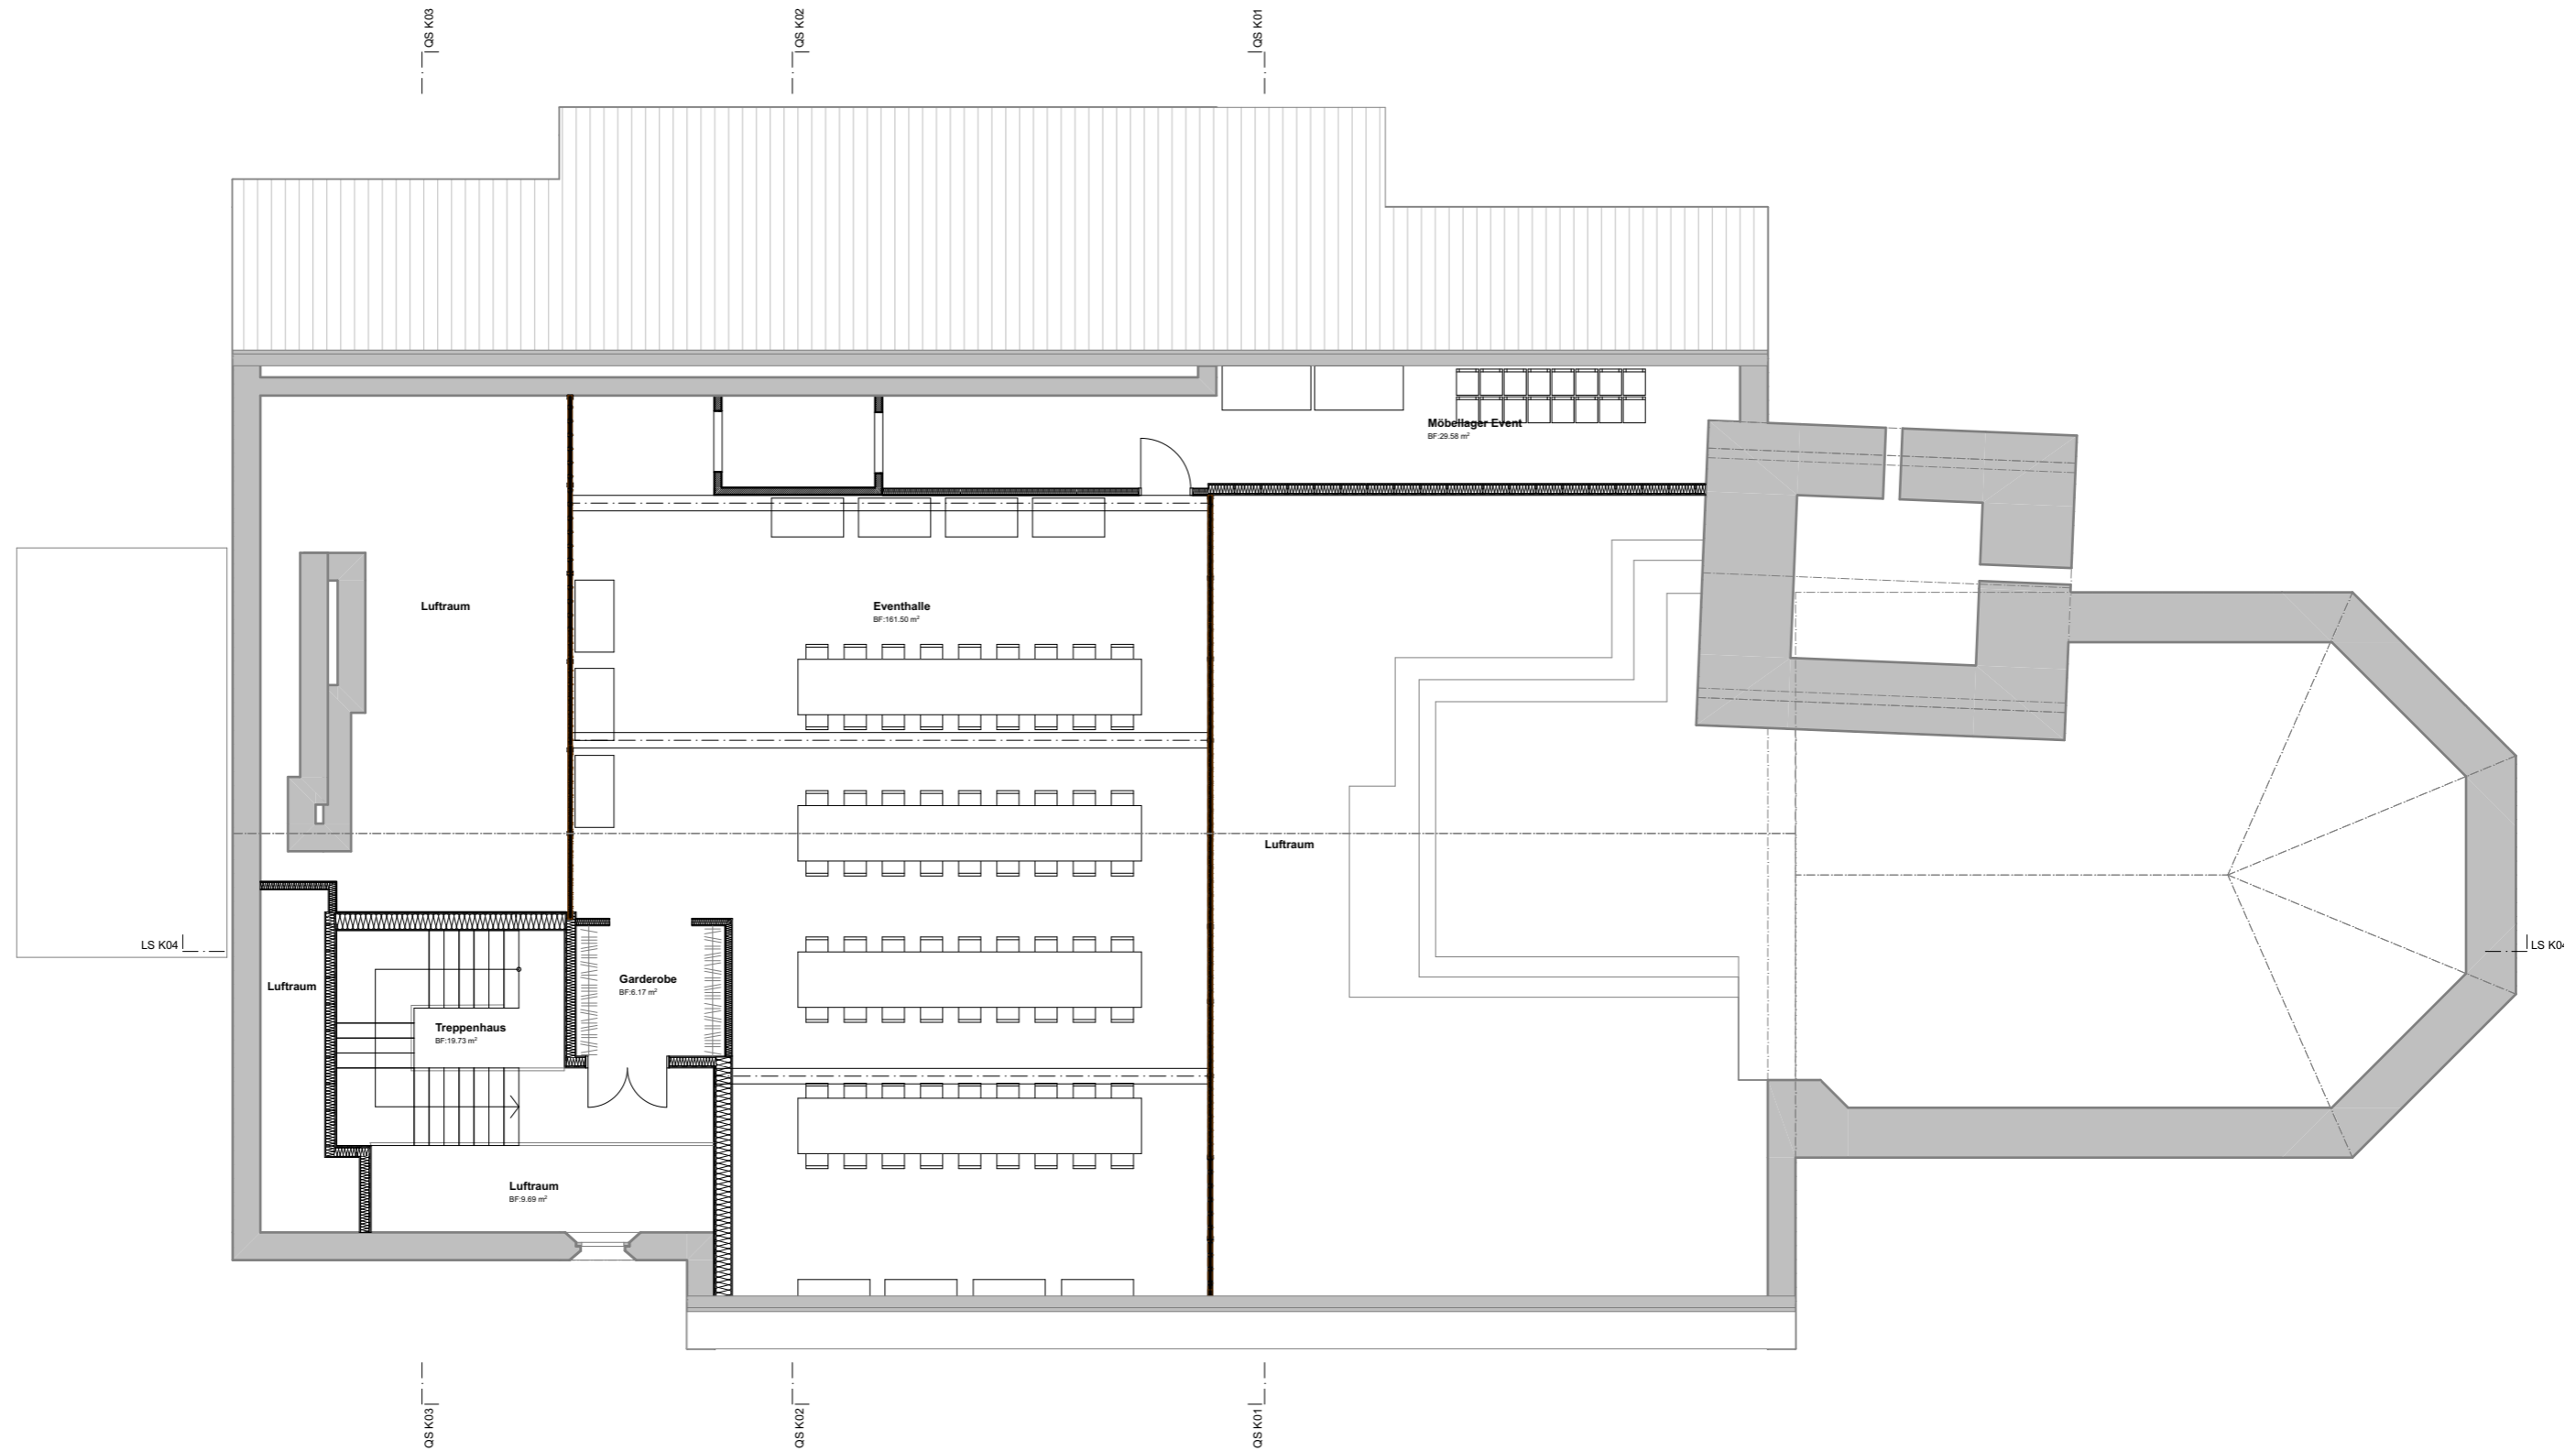 QS K03
QS K02
QS K01
Möbellager Event
BF:29.58 m²
Luftraum
Eventhalle
BF:161.50 m²
Luftraum
LS K04
LS K04
Garderobe
BF:6.17 m²
Luftraum
Treppenhaus
BF:19.73 m²
Luftraum
BF:9.69 m²
QS K03
QS K02
QS K01